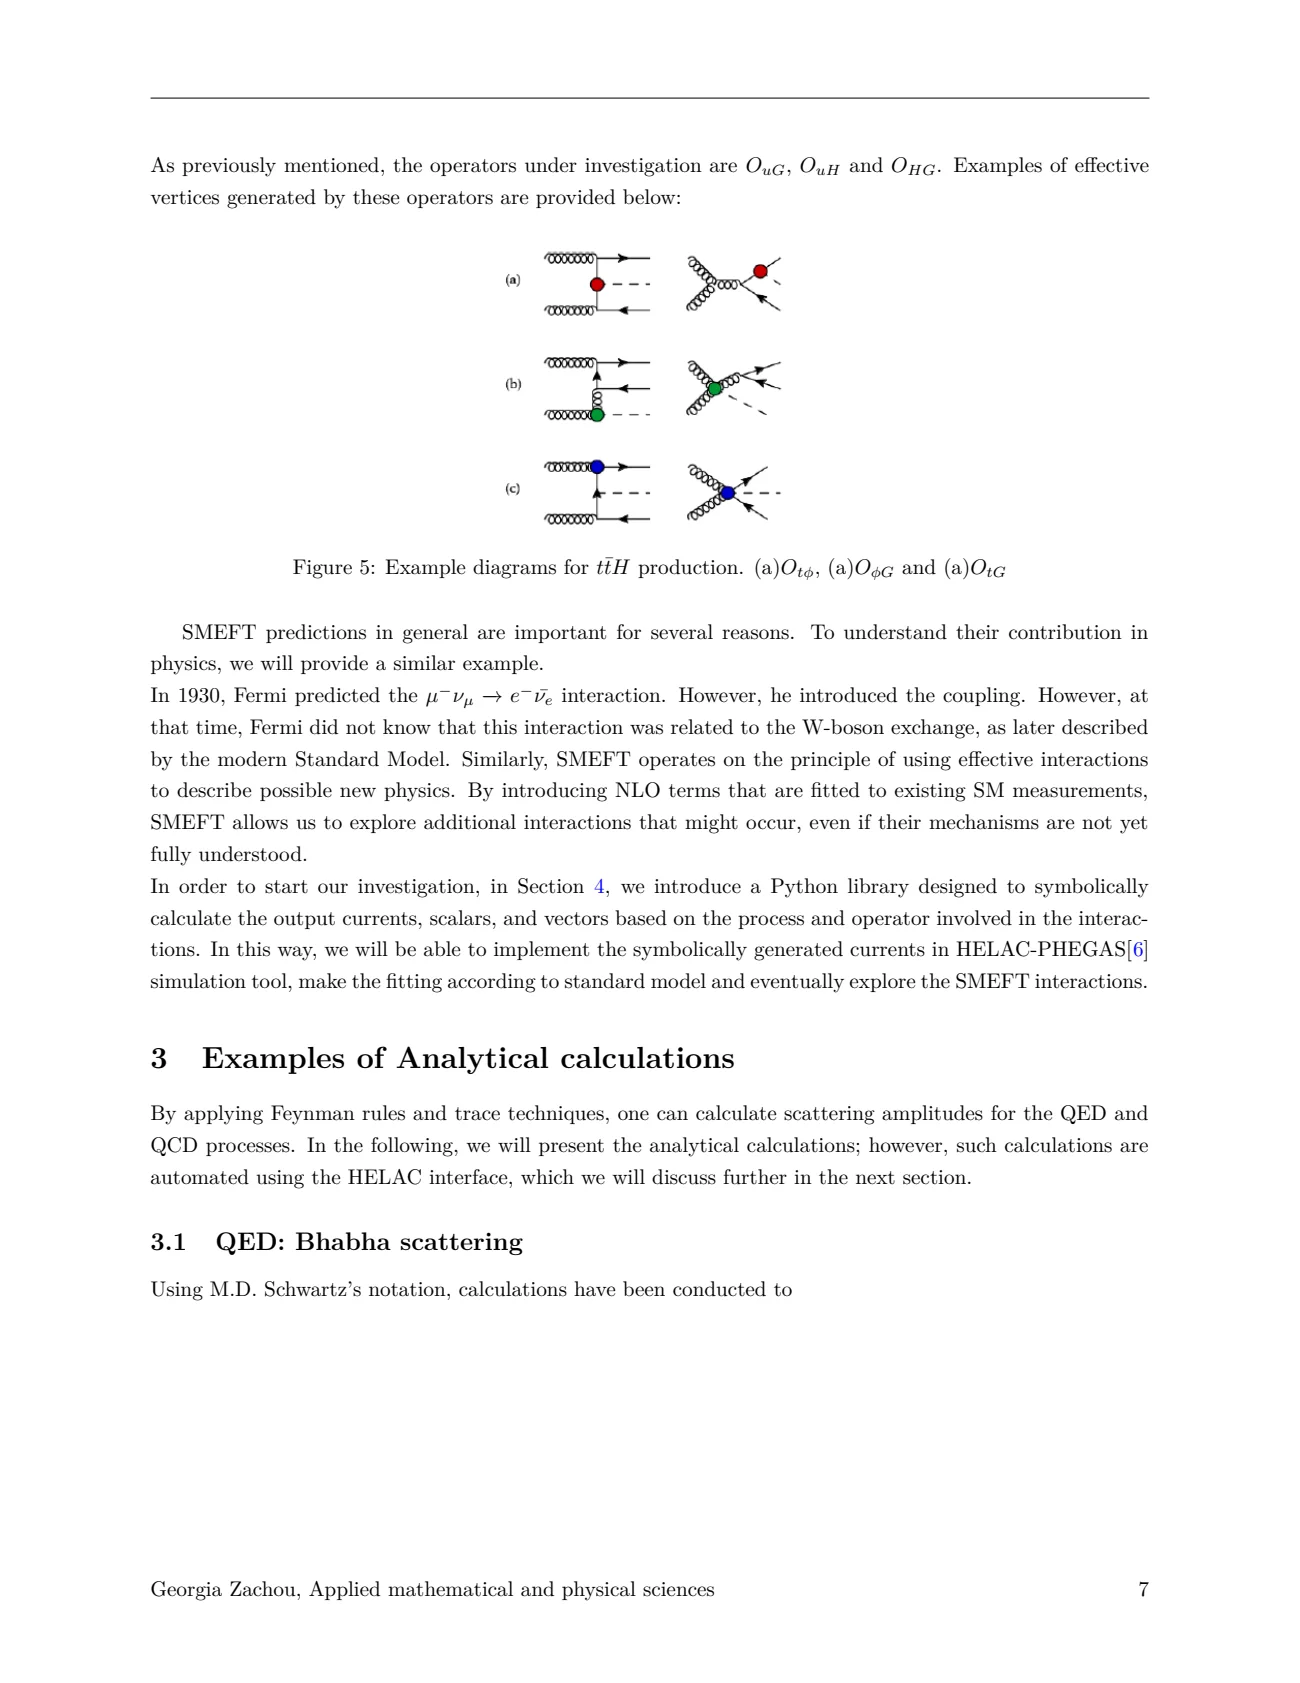 As previously mentioned, the operators under investigation are O_{uG}, O_{uH} and O_{HG}. Examples of effective
vertices generated by these operators are provided below:
(a)
(b)
(c)
Figure 5: Example diagrams for tt̄H production. (a)O_{tϕ}, (a)O_{ϕG} and (a)O_{tG}
SMEFT predictions in general are important for several reasons. To understand their contribution in
physics, we will provide a similar example.
In 1930, Fermi predicted the μ⁻ν_μ → e⁻ν̄_e interaction. However, he introduced the coupling. However, at
that time, Fermi did not know that this interaction was related to the W-boson exchange, as later described
by the modern Standard Model. Similarly, SMEFT operates on the principle of using effective interactions
to describe possible new physics. By introducing NLO terms that are fitted to existing SM measurements,
SMEFT allows us to explore additional interactions that might occur, even if their mechanisms are not yet
fully understood.
In order to start our investigation, in Section 4, we introduce a Python library designed to symbolically
calculate the output currents, scalars, and vectors based on the process and operator involved in the interac-
tions. In this way, we will be able to implement the symbolically generated currents in HELAC-PHEGAS[6]
simulation tool, make the fitting according to standard model and eventually explore the SMEFT interactions.
3 Examples of Analytical calculations
By applying Feynman rules and trace techniques, one can calculate scattering amplitudes for the QED and
QCD processes. In the following, we will present the analytical calculations; however, such calculations are
automated using the HELAC interface, which we will discuss further in the next section.
3.1 QED: Bhabha scattering
Using M.D. Schwartz's notation, calculations have been conducted to
Georgia Zachou, Applied mathematical and physical sciences 7